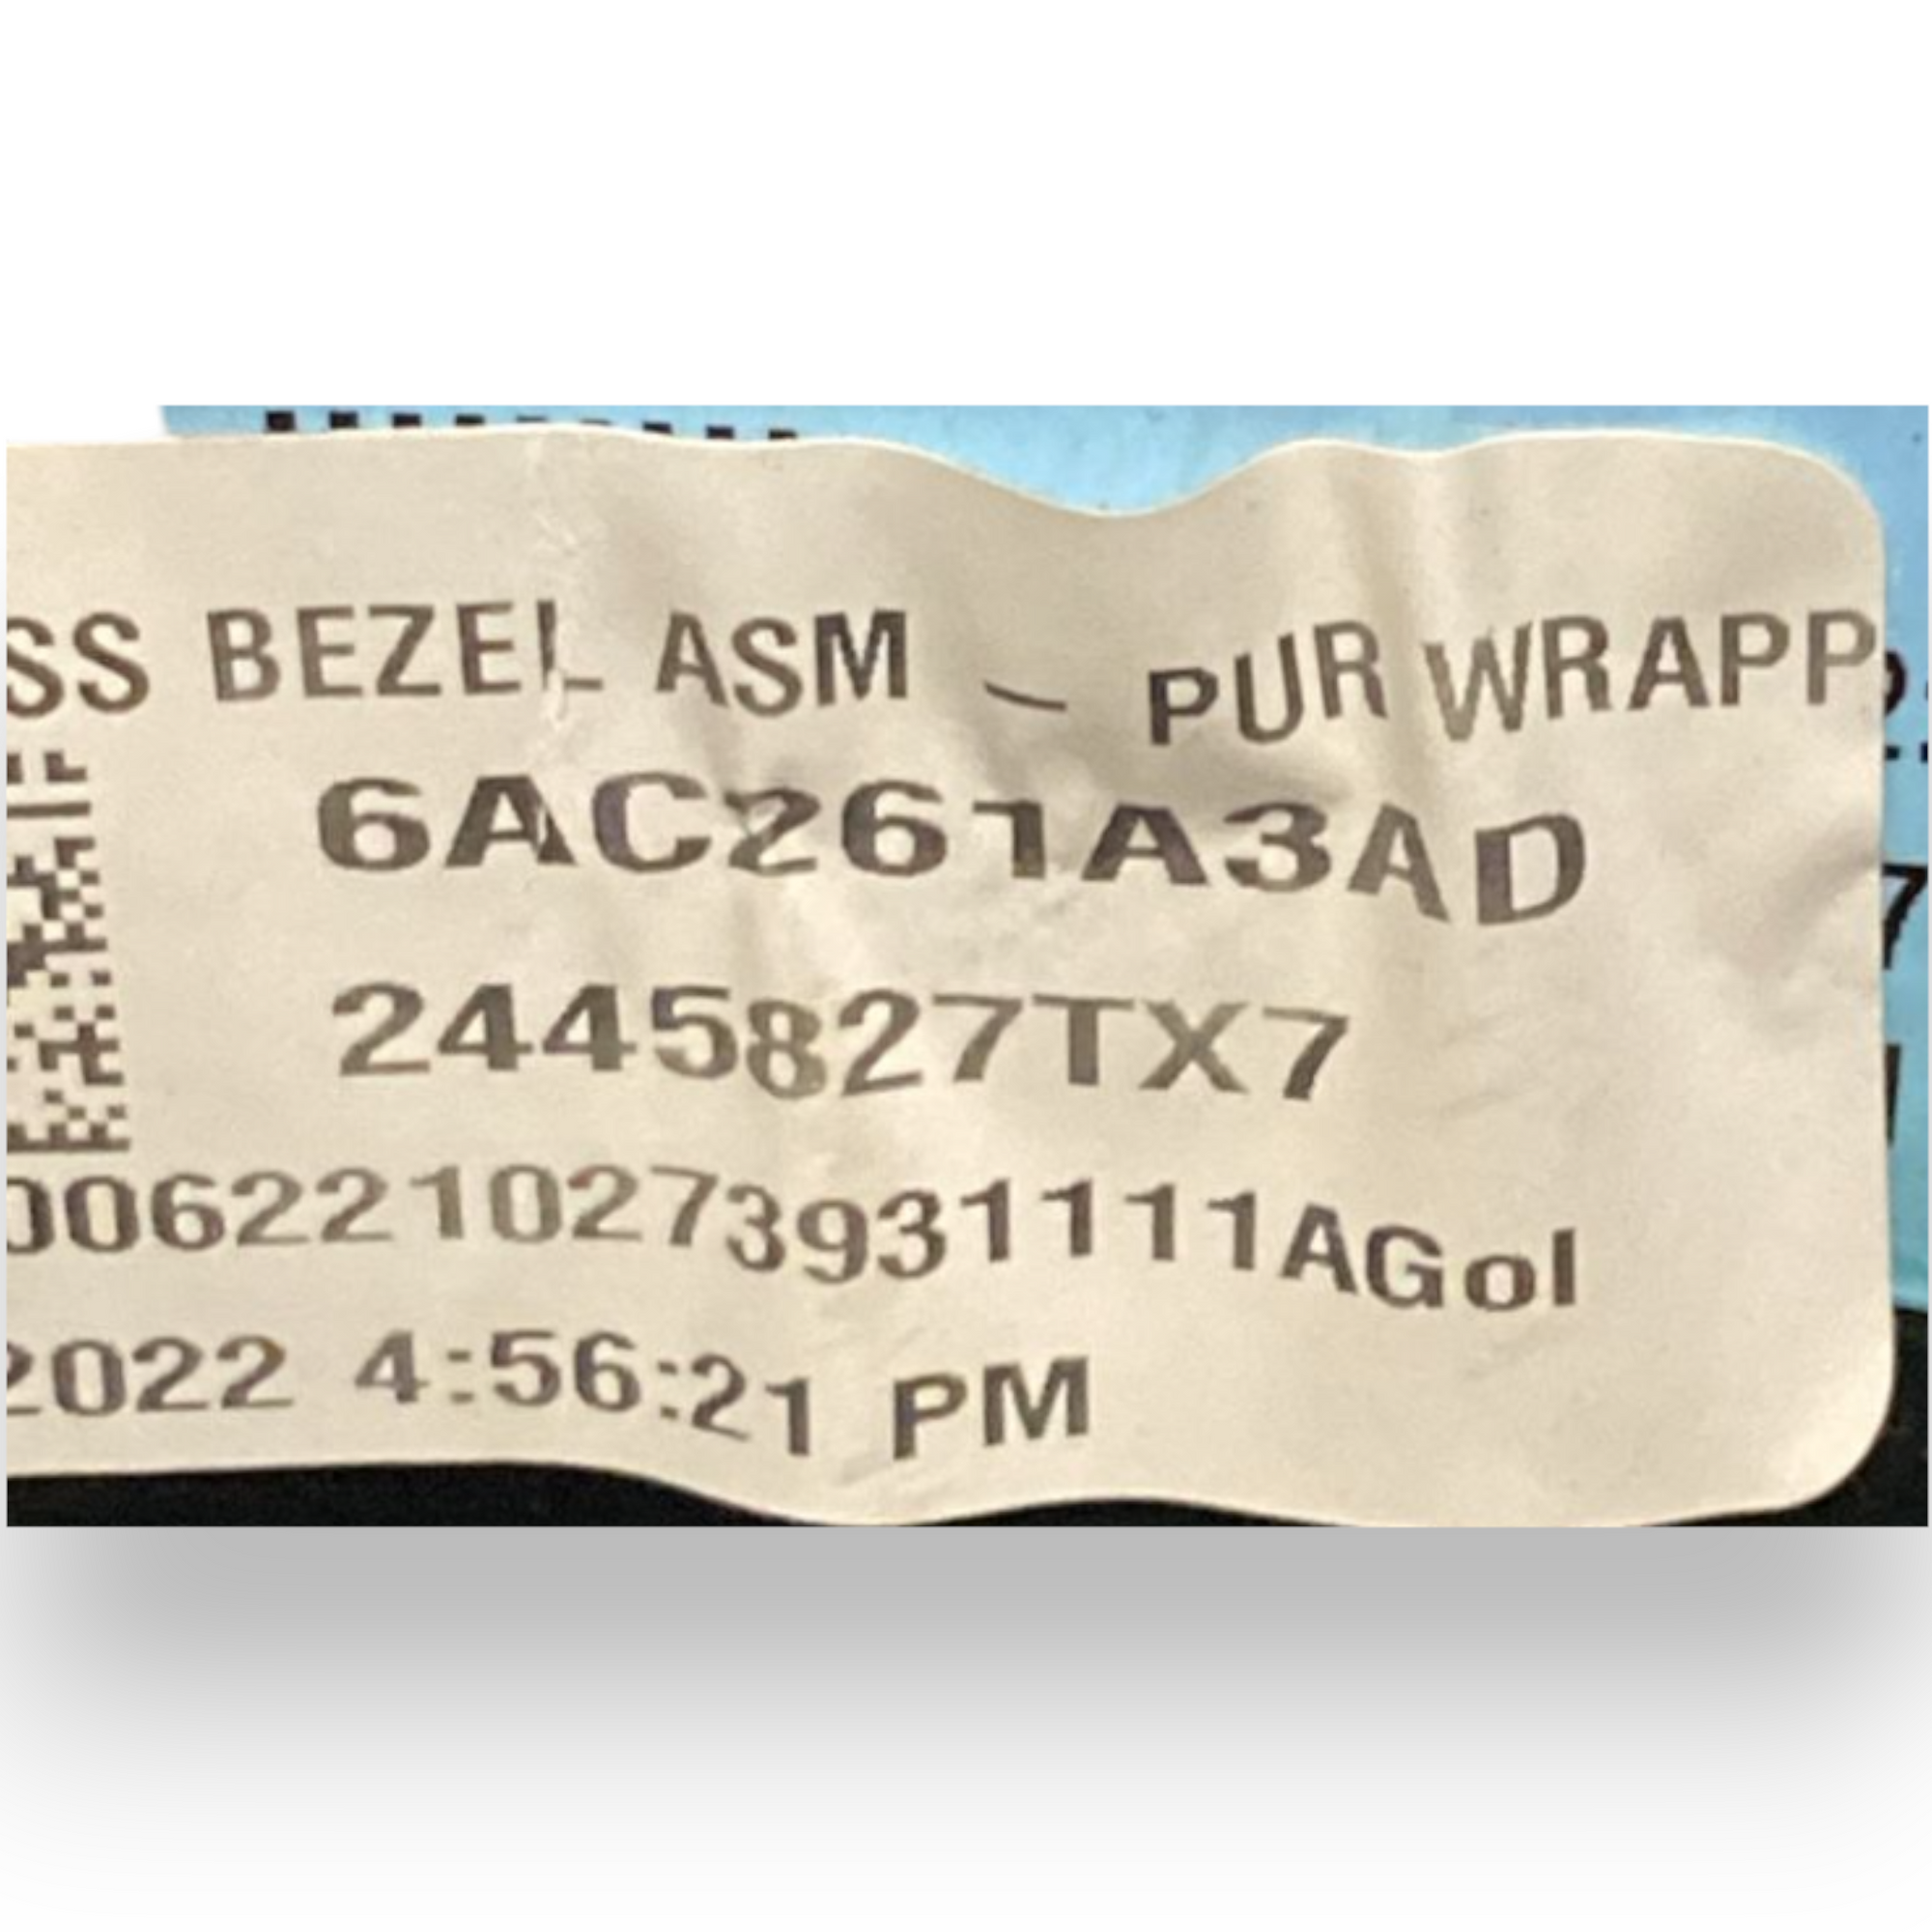 SS BEZEL ASM - PUR WRAPP
6AC261A3AD
2445827TX7
0062210273931111AGol
2022 4:56:21 PM